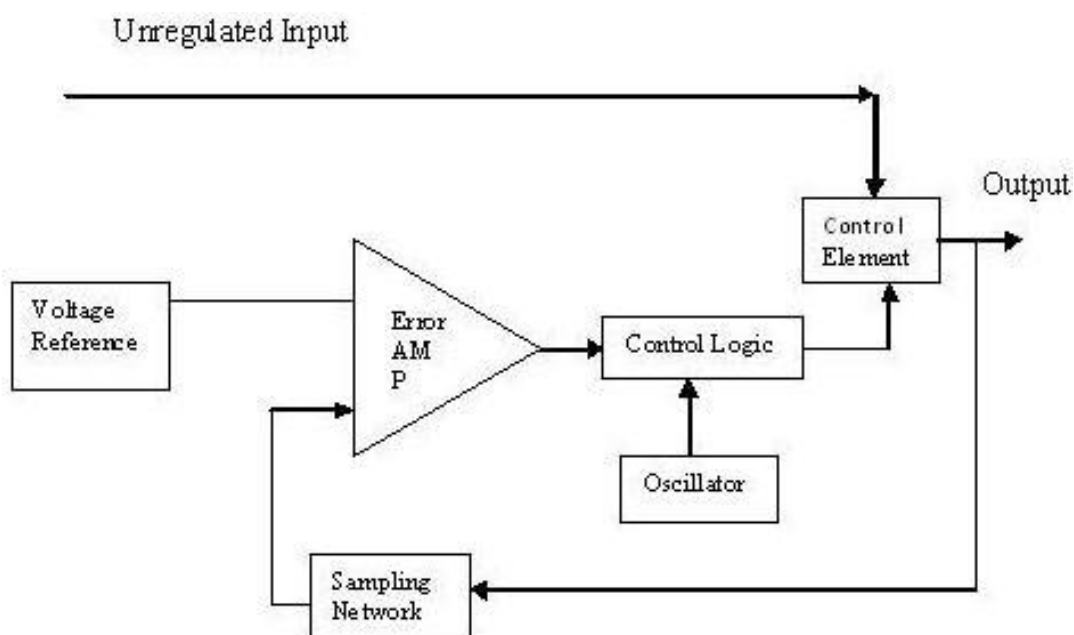 Unregulated Input
Output
Control
Element
Voltage
Reference
Error
AM
P
Control Logic
Oscillator
Sampling
Network